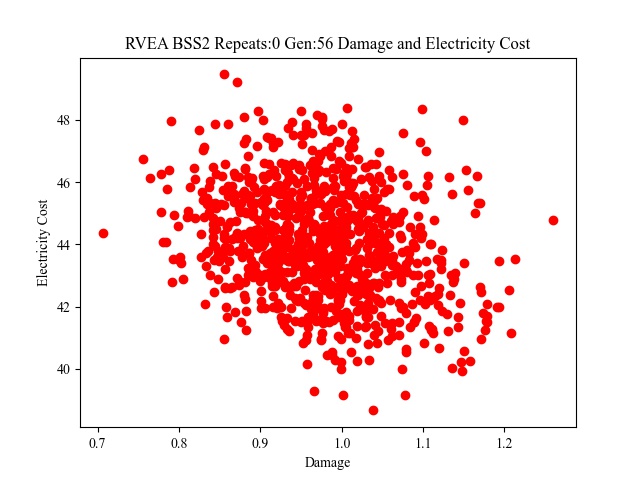 RVEA BSS2 Repeats:0 Gen:56 Damage and Electricity Cost
48
46
44
42
40
Electricity Cost
0.7 0.8 0.9 1.0 1.1 1.2
Damage